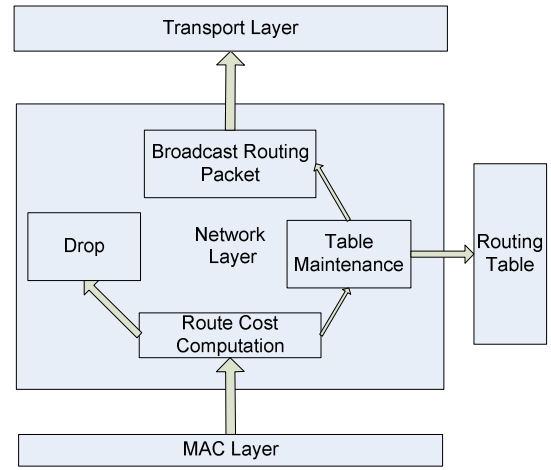 Transport Layer
Broadcast Routing
Packet
Drop
Network
Layer
Table
Maintenance
Routing
Table
Route Cost
Computation
MAC Layer